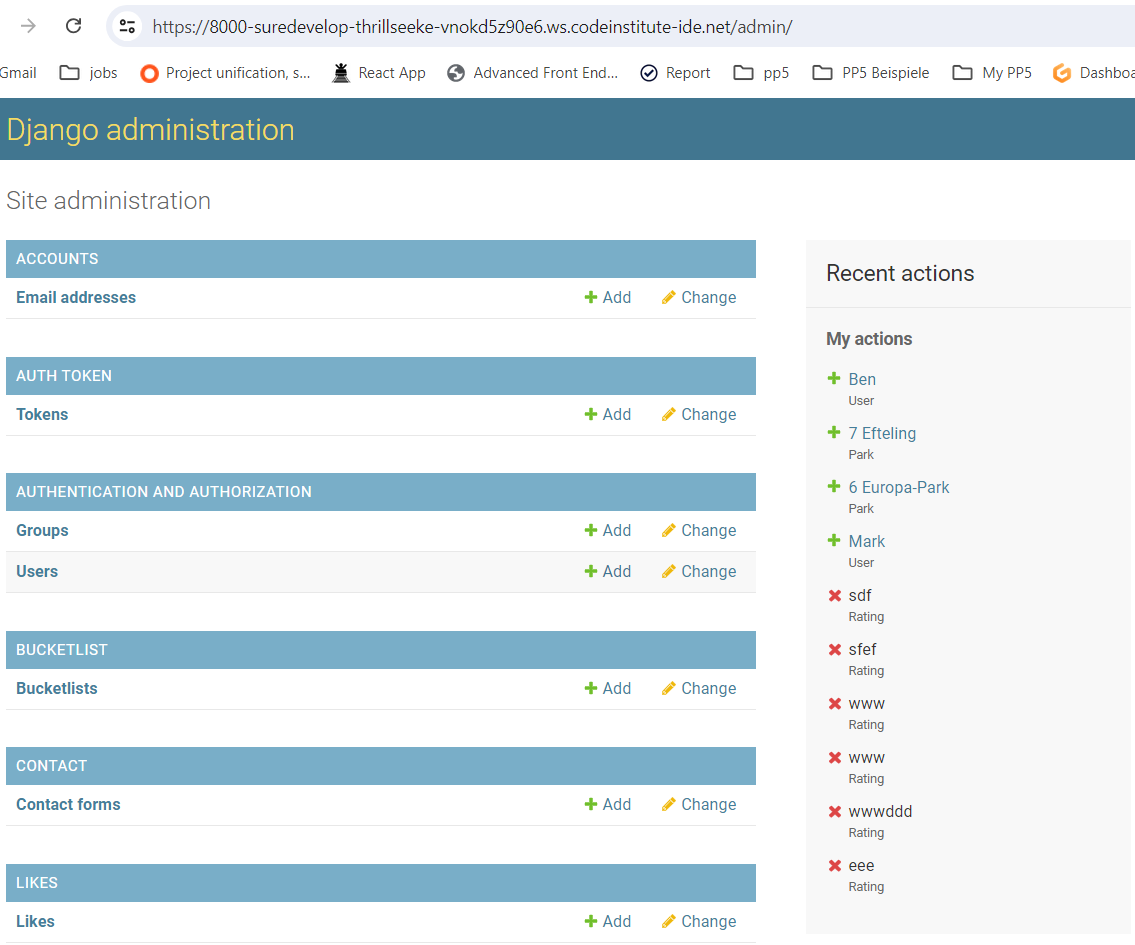 https://8000-suredevelop-thrillseeke-vnokd5z90e6.ws.codeinstitute-ide.net/admin/
Gmail jobs Project unification, s... React App Advanced Front End... Report pp5 PP5 Beispiele My PP5 Dashboa
Django administration
Site administration
ACCOUNTS
Email addresses Add Change
AUTH TOKEN
Tokens Add Change
AUTHENTICATION AND AUTHORIZATION
Groups Add Change
Users Add Change
BUCKETLIST
Bucketlists Add Change
CONTACT
Contact forms Add Change
LIKES
Likes Add Change
Recent actions
My actions
Ben
User
7 Efteling
Park
6 Europa-Park
Park
Mark
User
sdf
Rating
sfef
Rating
www
Rating
www
Rating
wwwddd
Rating
eee
Rating